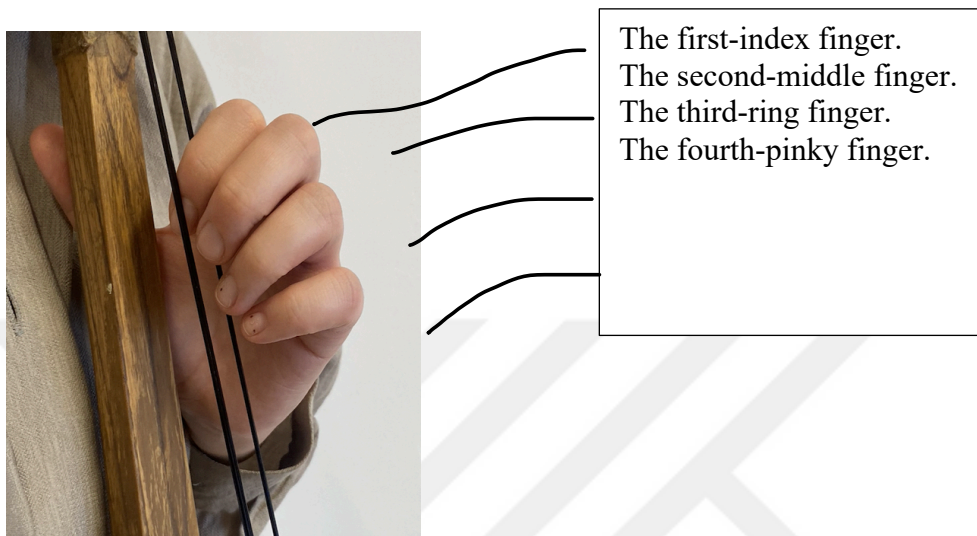 The first-index finger.
The second-middle finger.
The third-ring finger.
The fourth-pinky finger.